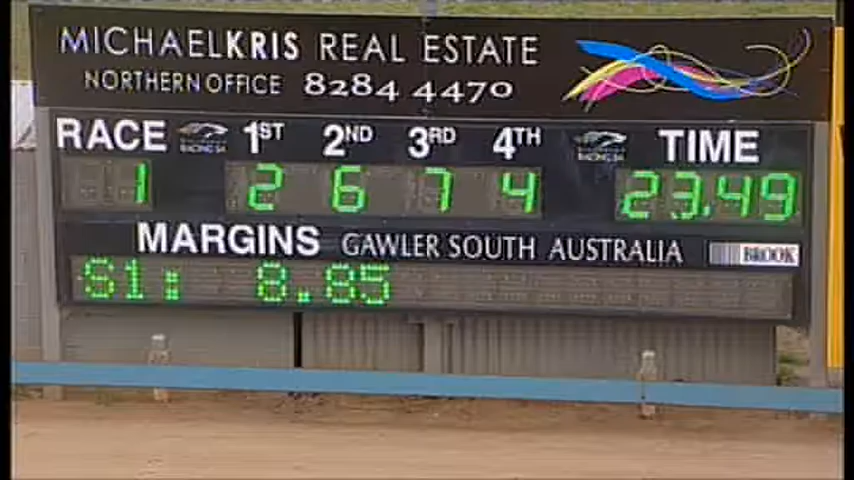 MICHAELKRIS REAL ESTATE
NORTHERN OFFICE 8284 4470
RACE 1ST 2ND 3RD 4TH TIME
1 2 6 7 4 23.49
MARGINS GAWLER SOUTH AUSTRALIA BROOK
S1: 8.85